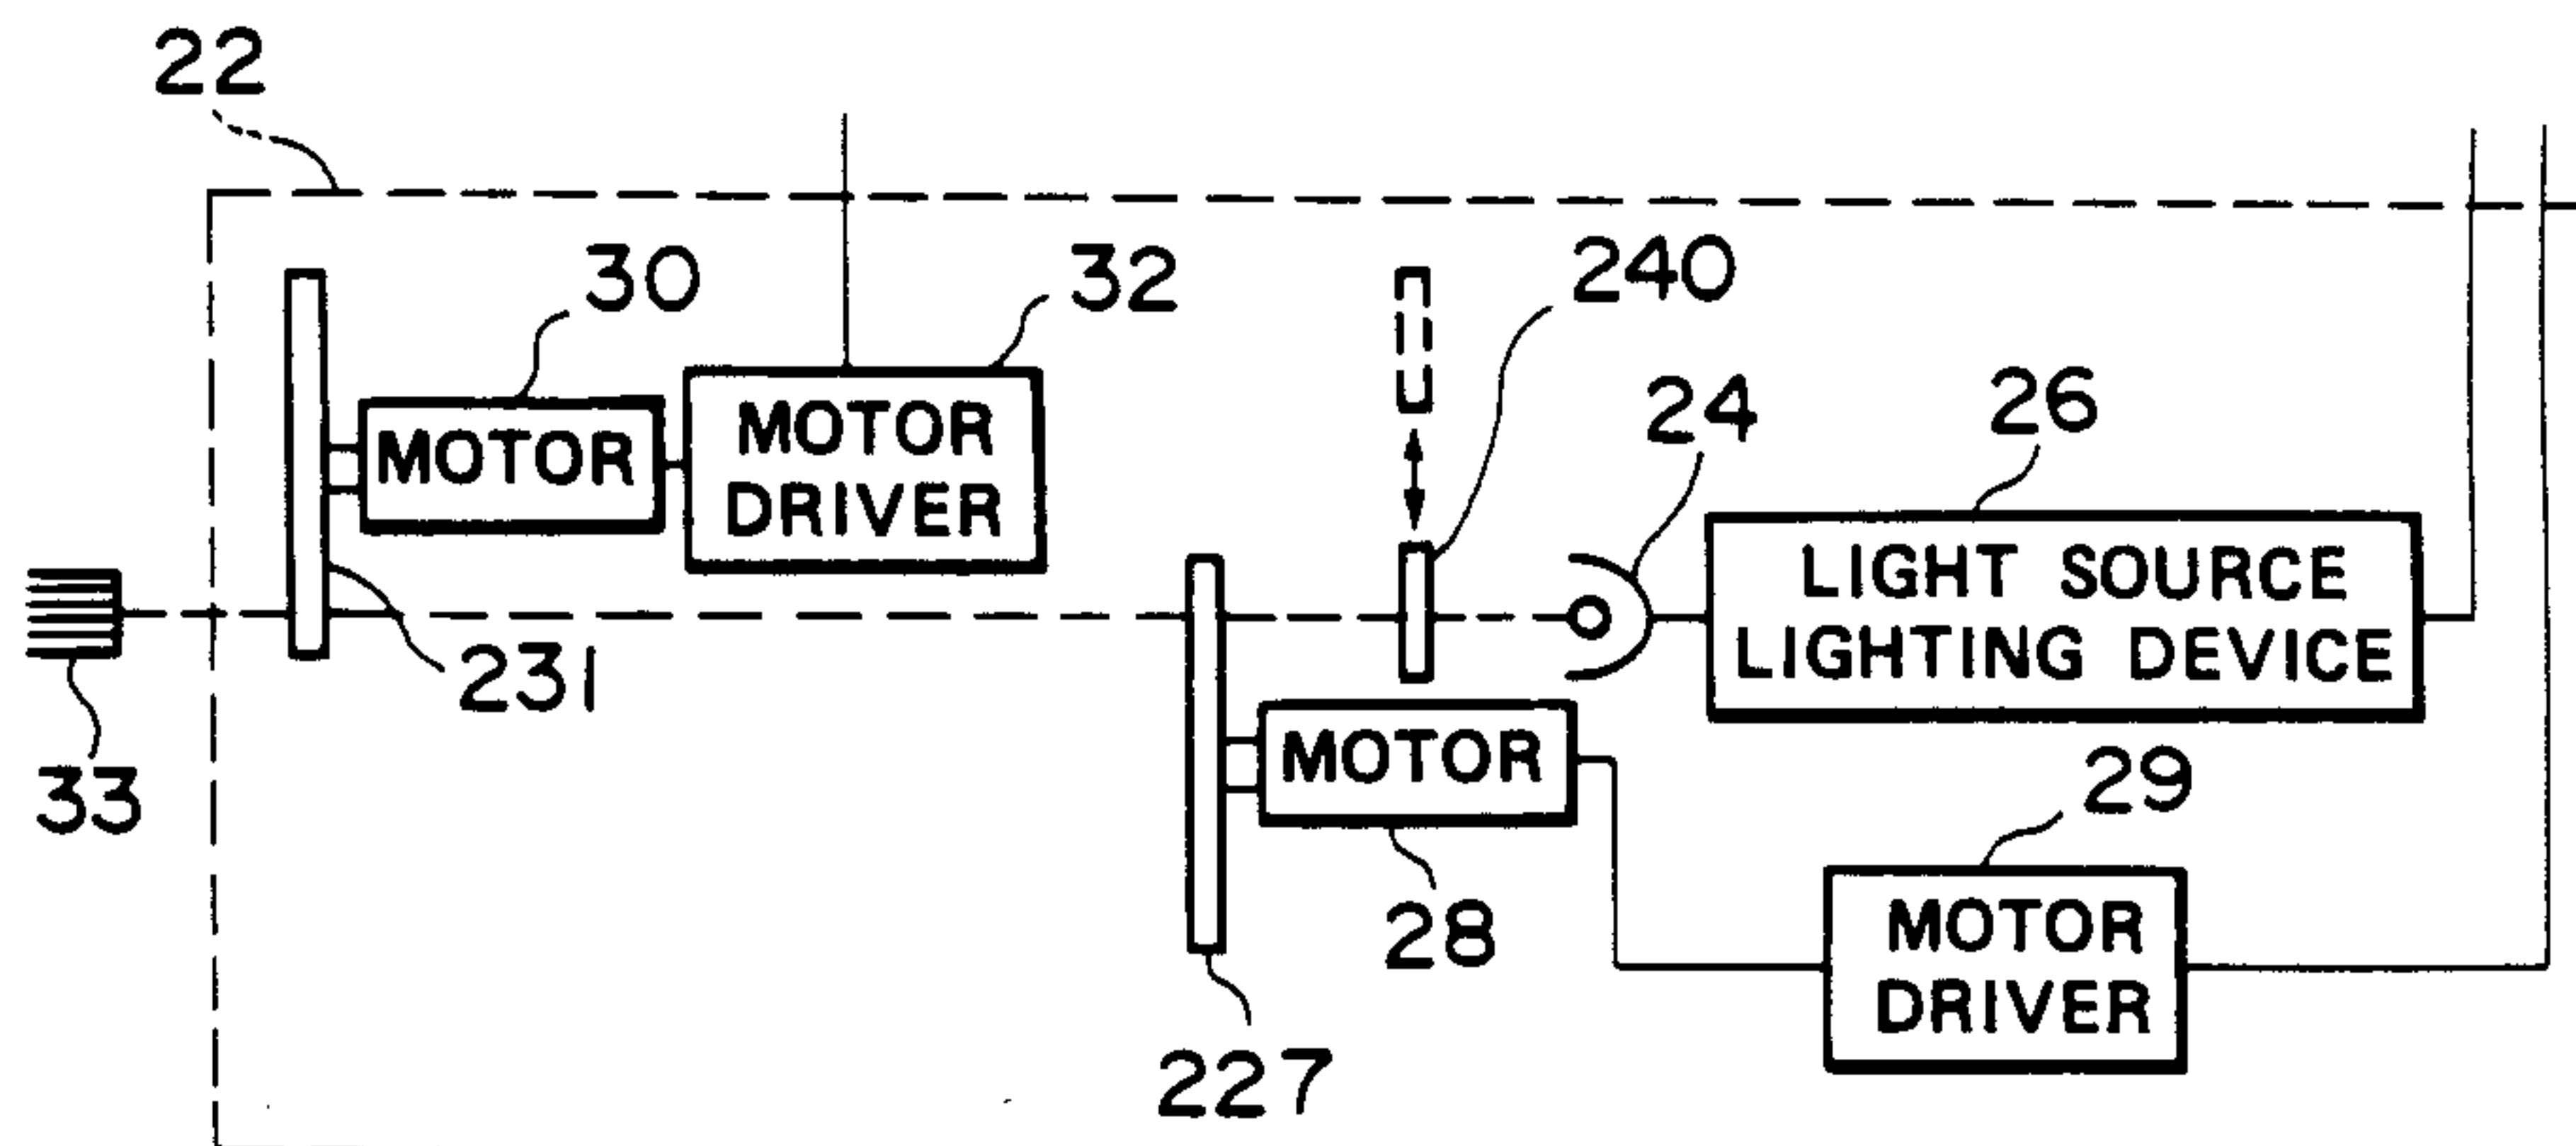 22
30
32
240
24
26
MOTOR
MOTOR
DRIVER
LIGHT SOURCE
LIGHTING DEVICE
231
33
MOTOR
28
29
MOTOR
DRIVER
227